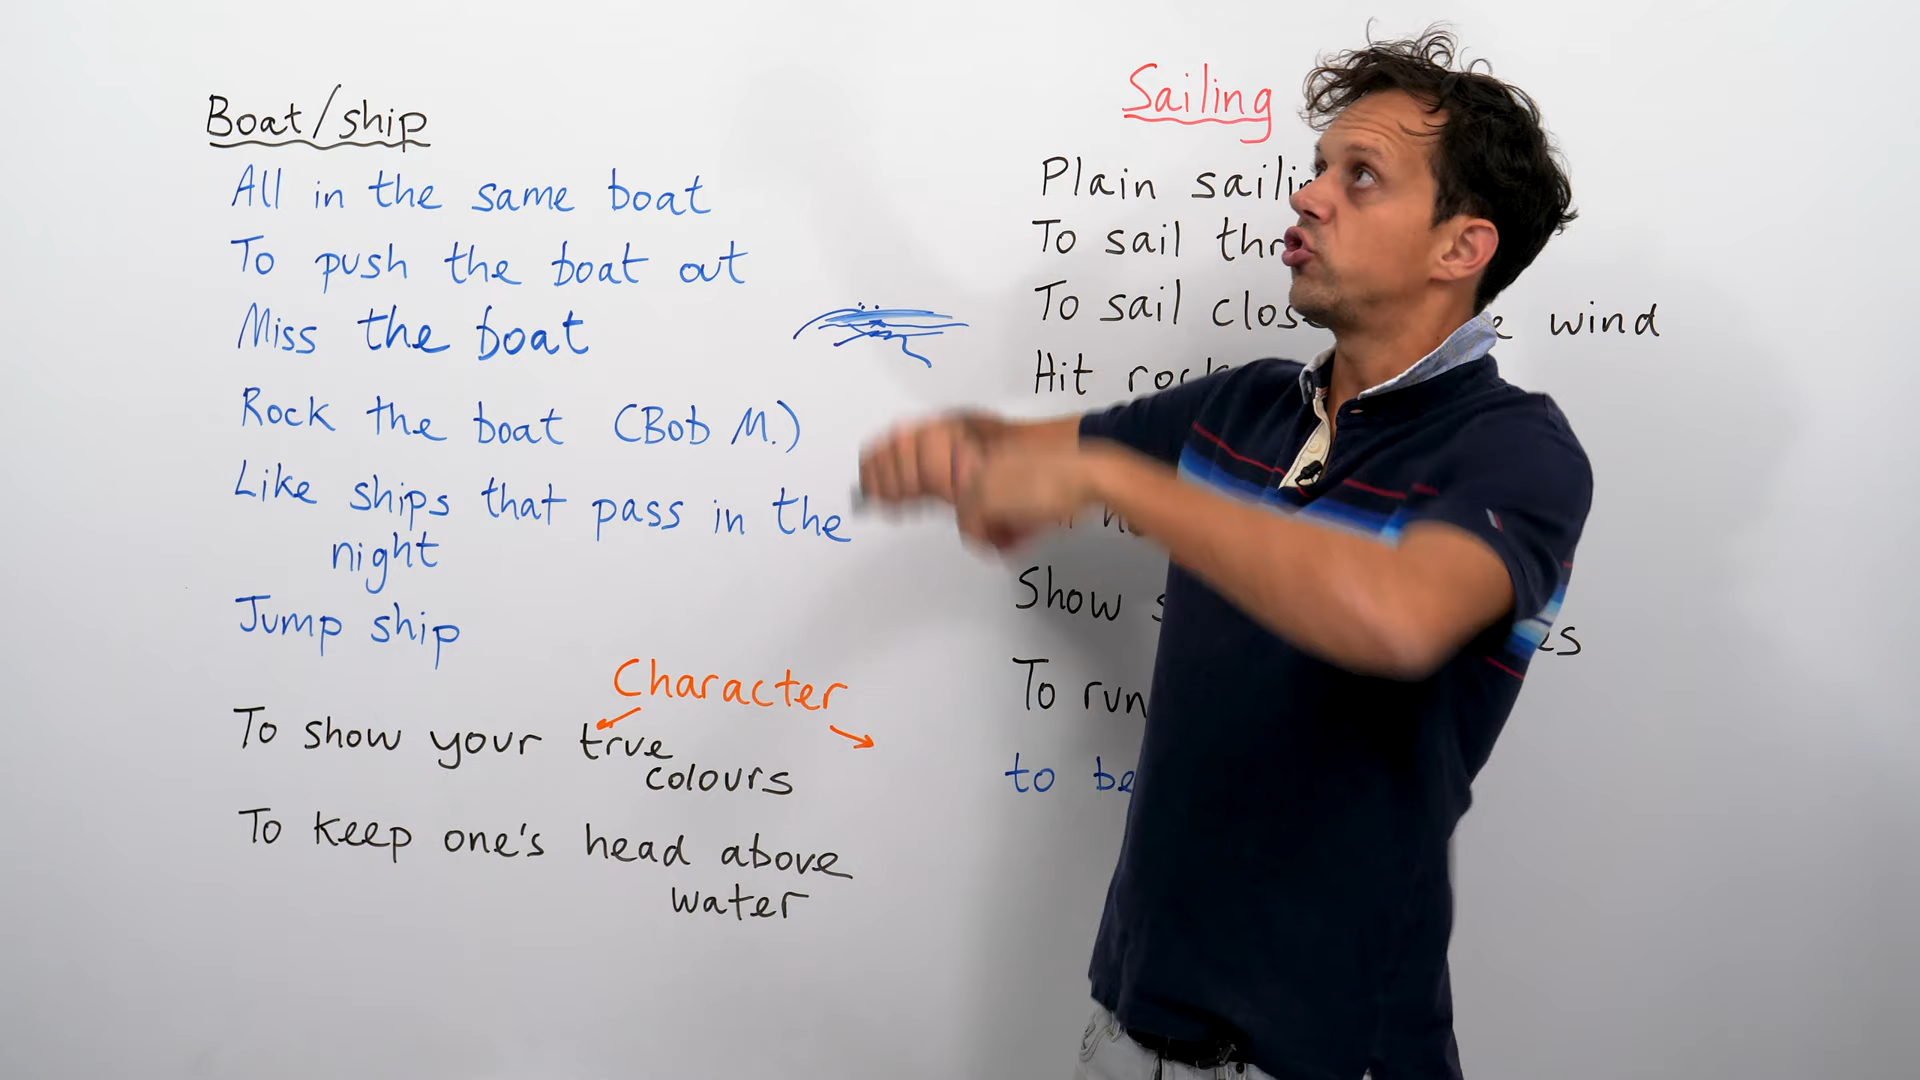 Boat/ship
All in the same boat
To push the boat out
Miss the boat
Rock the boat (Bob M.)
Like ships that pass in the
night
Jump ship
Character
To show your true
colours
To keep one's head above
water
Sailing
Plain
To sail
To sail wind
Hit
Show
To run
to be